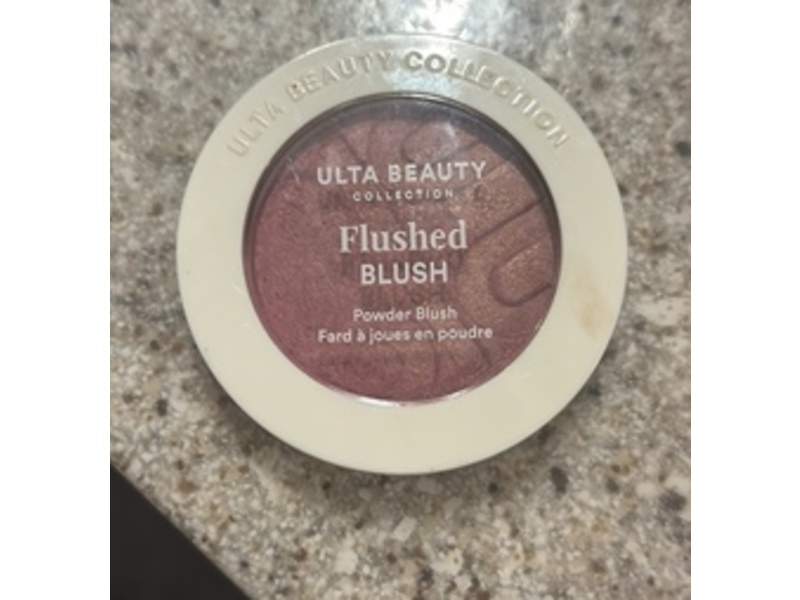 ULTA BEAUTY COLLECTION
ULTA BEAUTY
COLLECTION
Flushed
BLUSH
Powder Blush
Fard à joues en poudre